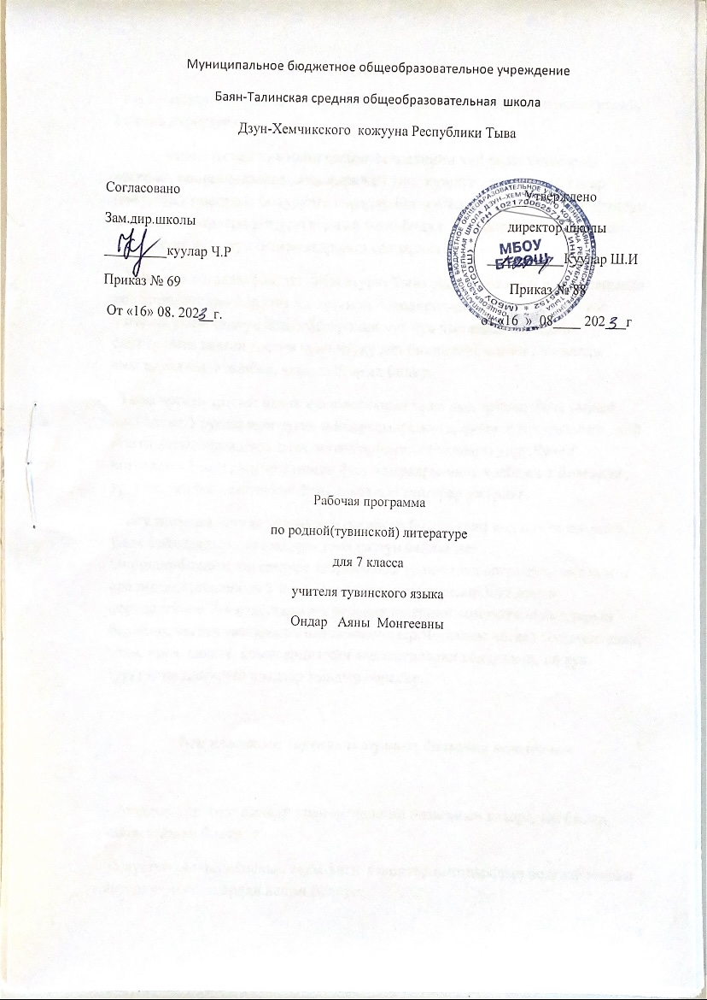 Муниципальное бюджетное общеобразовательное учреждение
Баян-Талинская средняя общеобразовательная школа
Дзун-Хемчикского кожууна Республики Тыва
Согласовано
Зам.дир.школы
куулар Ч.Р
Приказ № 69
От «16» 08. 2023 г.
Утверждено
директор школы
Куулар Ш.И
Приказ № 88
от «16 » 08____ 2023 г
МБОУ
БТСОШ
Рабочая программа
по родной(тувинской) литературе
для 7 класса
учителя тувинского языка
Ондар Аяны Монгеевны